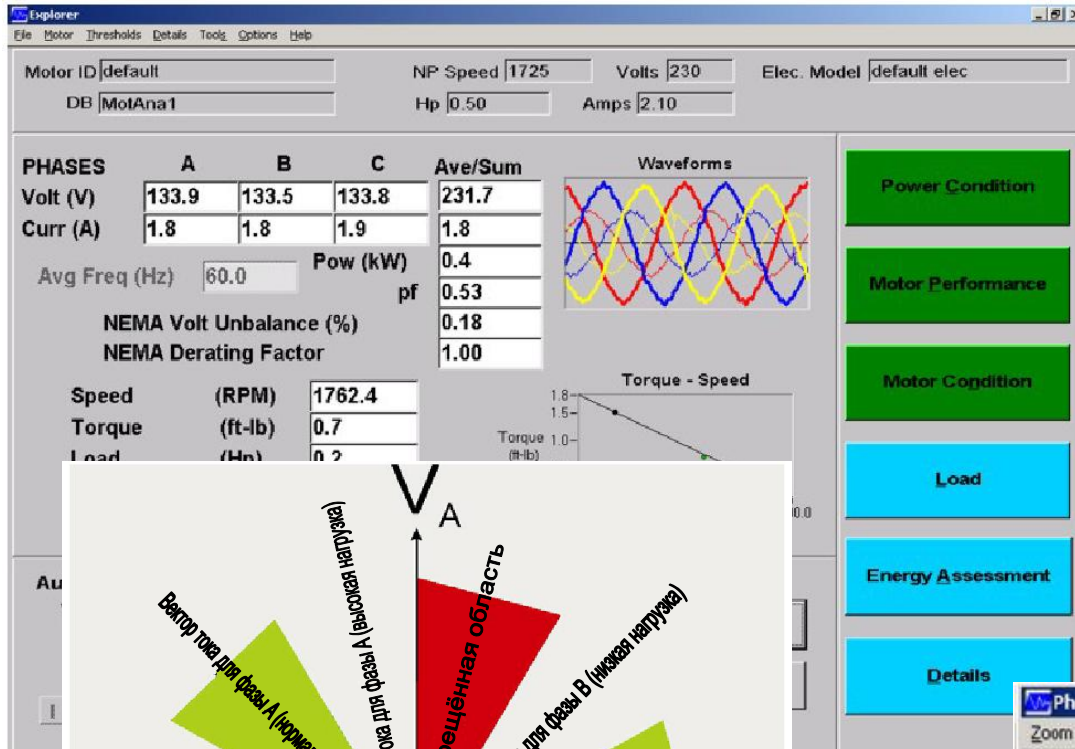 Explorer
File Motor Thresholds Details Tools Options Help
Motor ID default NP Speed 1725 Volts 230 Elec. Model default elec
DB MotAna1 Hp 0.50 Amps 2.10
PHASES A B C Ave/Sum Waveforms
Volt (V) 133.9 133.5 133.8 231.7
Curr (A) 1.8 1.8 1.9 1.8
Avg Freq (Hz) 60.0 Pow (kW) 0.4
pf 0.53
NEMA Volt Unbalance (%) 0.18
NEMA Derating Factor 1.00
Speed (RPM) 1762.4
Torque (ft-lb) 0.7
Load (Hp) 0.2
Torque - Speed
1.8
1.5
Torque 1.0
(ft-lb)
Power Condition
Motor Performance
Motor Condition
Load
Energy Assessment
Details
V A
Вектор тока для фазы А (
для фазы А (высокая нагрузка)
область
для фазы В (низкая нагрузка)
Zoom